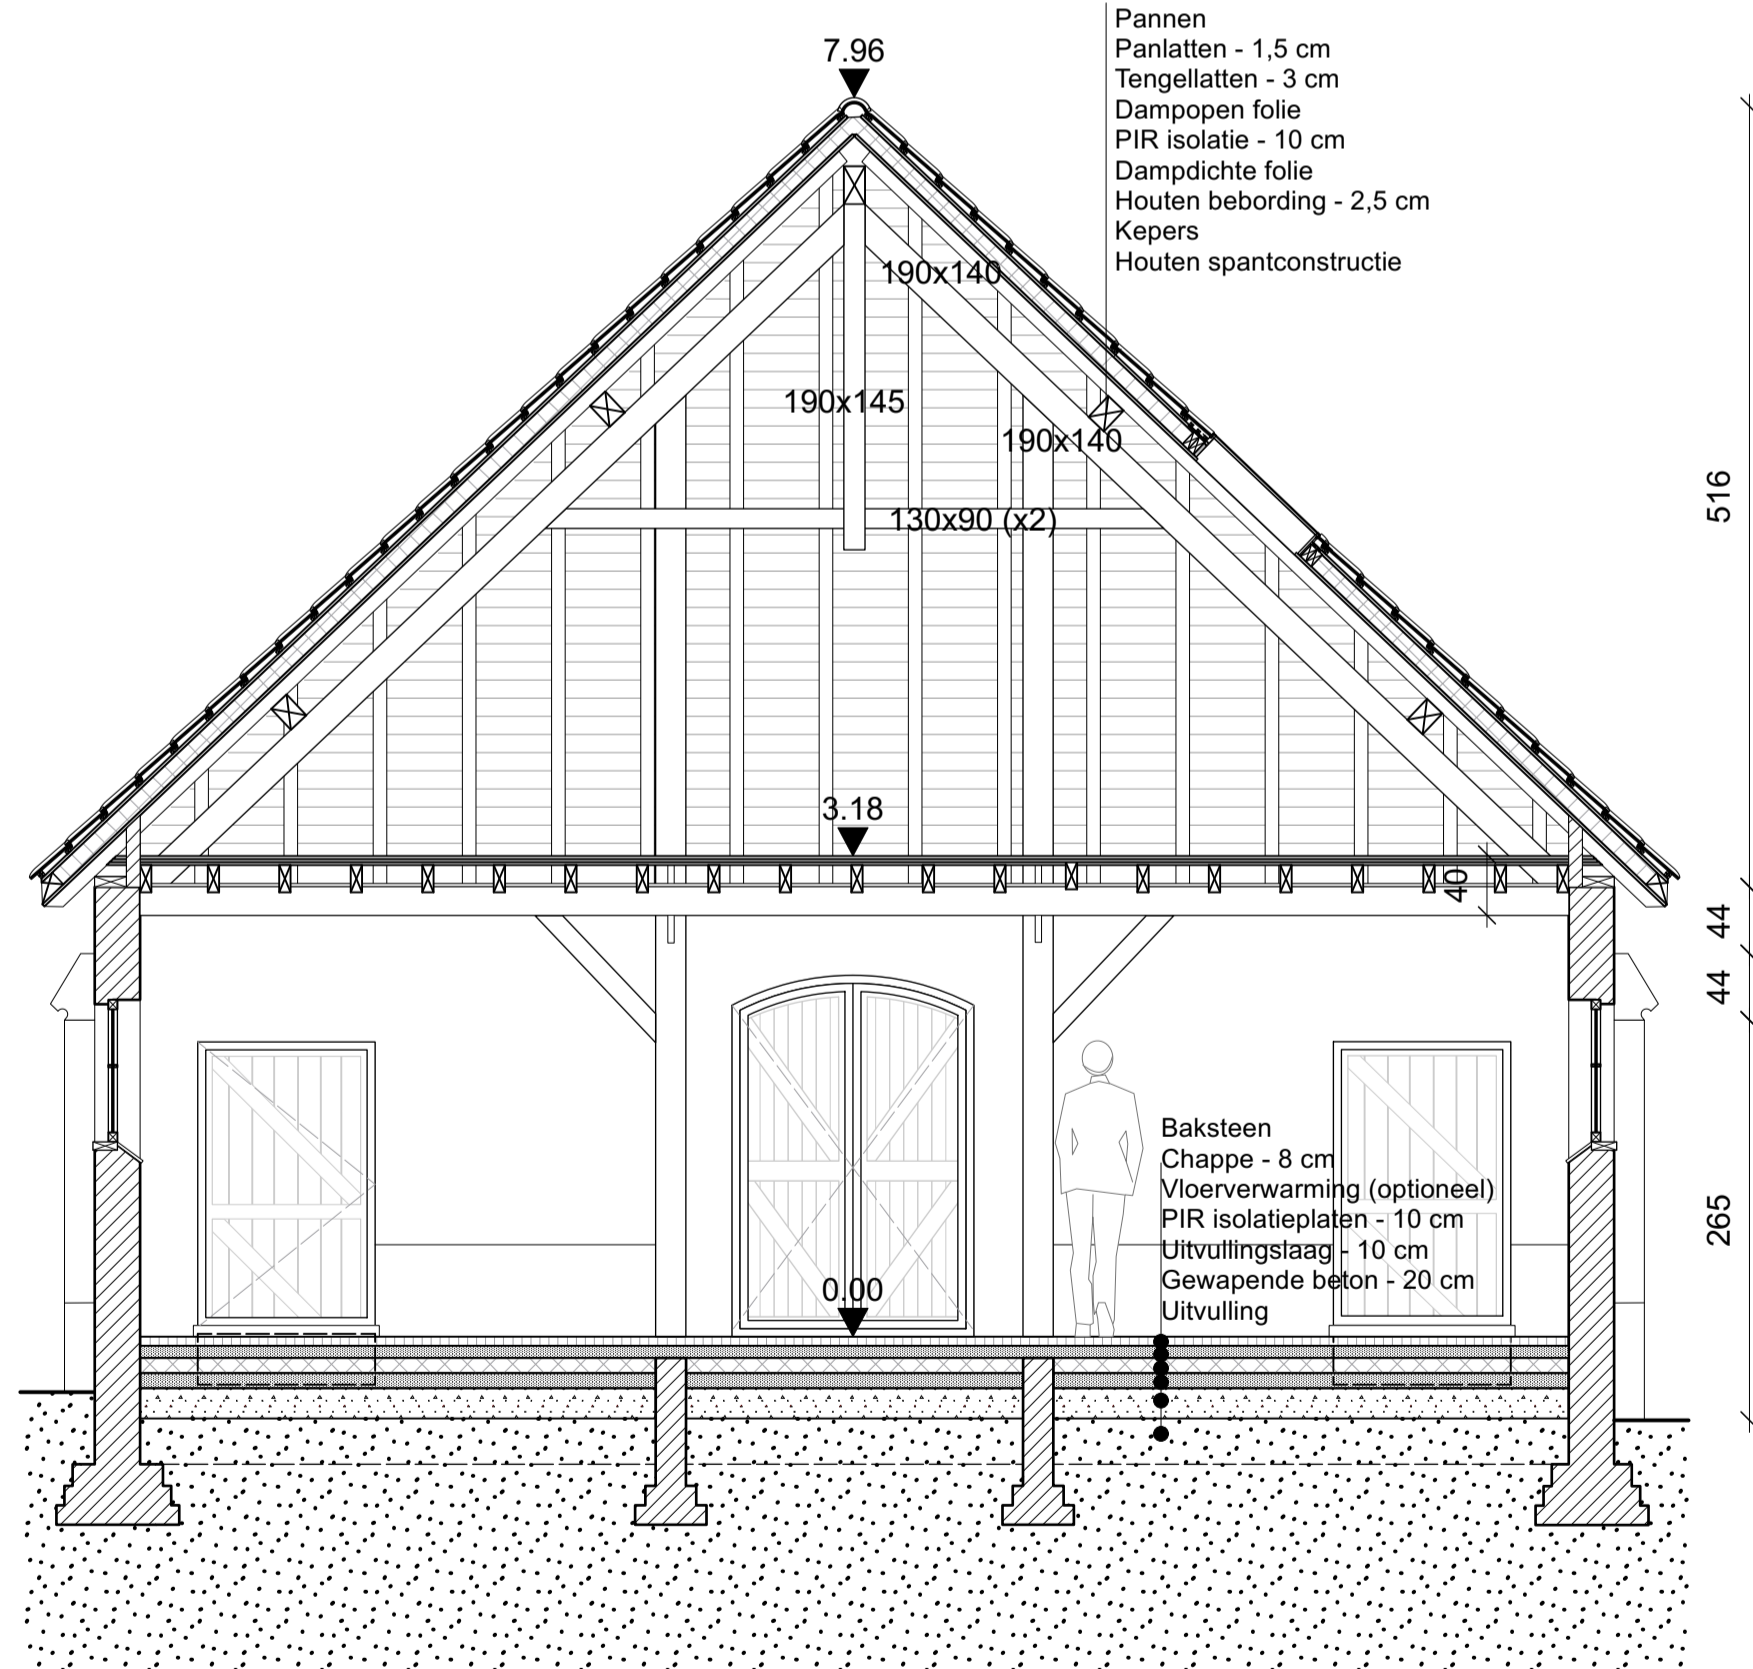 7.96
Pannen
Panlatten - 1,5 cm
Tengellatten - 3 cm
Dampopen folie
PIR isolatie - 10 cm
Dampdichte folie
Houten bebording - 2,5 cm
Kepers
Houten spantconstructie
190x140
190x145
190x140
130x90 (x2)
516
3.18
40
44
44
265
Baksteen
Chappe - 8 cm
Vloerverwarming (optioneel)
PIR isolatieplaten - 10 cm
Uitvullingslaag - 10 cm
Gewapende beton - 20 cm
Uitvulling
0.00